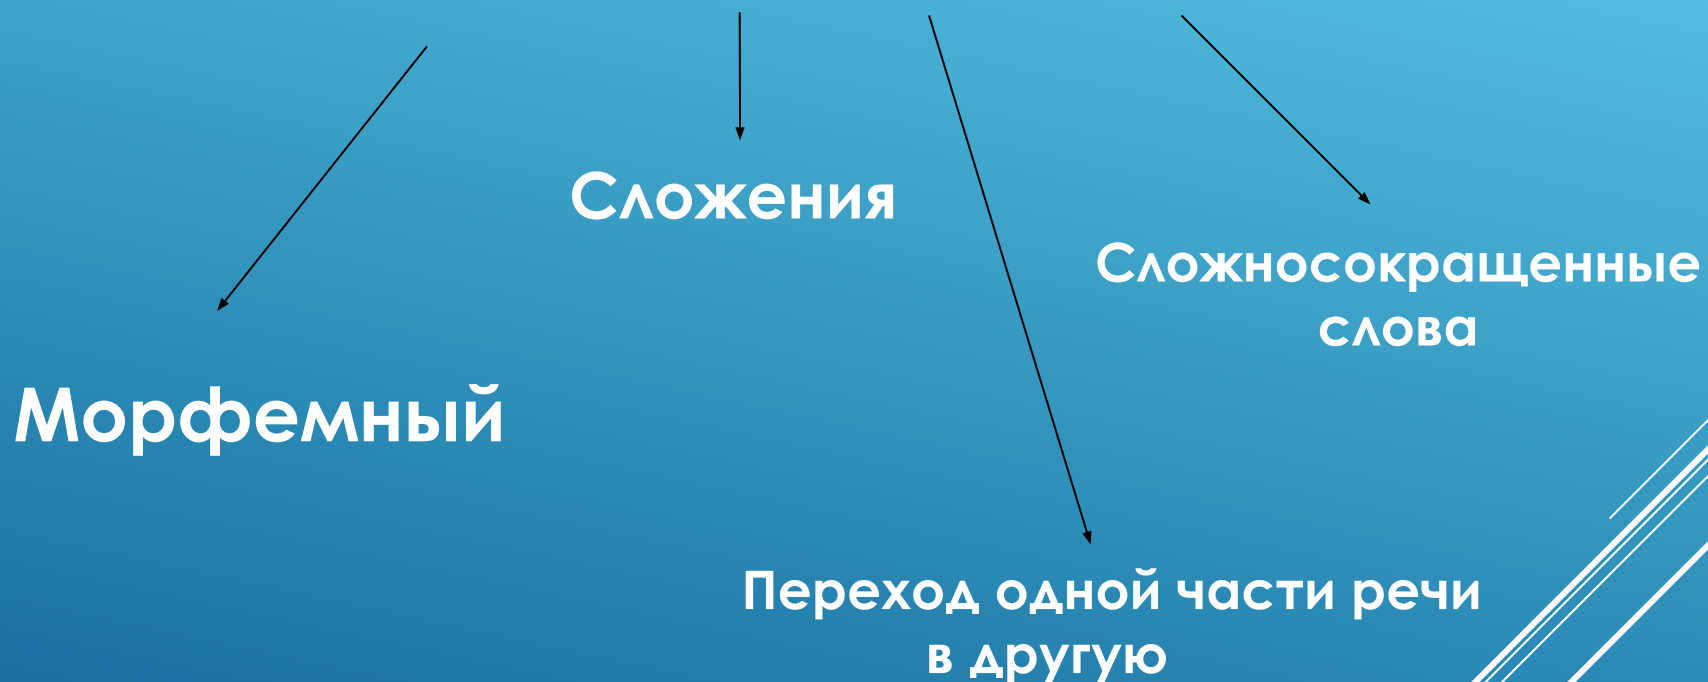 Сложения
Сложносокращенные
слова
Морфемный
Переход одной части речи
в другую